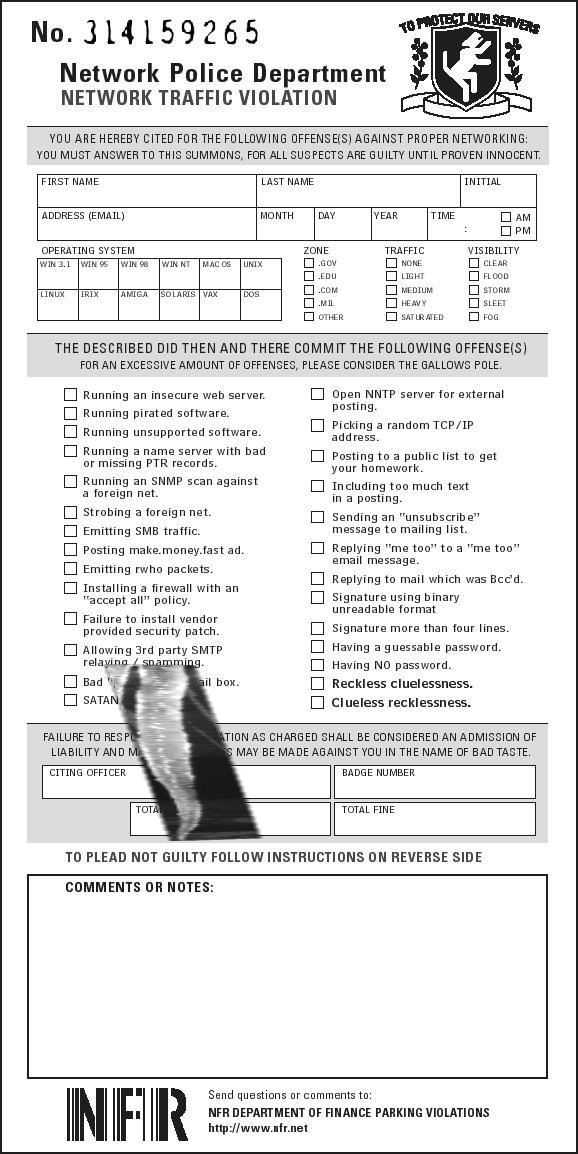 No. 314159265
TO PROTECT OUR SERVERS
Network Police Department
NETWORK TRAFFIC VIOLATION
YOU ARE HEREBY CITED FOR THE FOLLOWING OFFENSE(S) AGAINST PROPER NETWORKING:
YOU MUST ANSWER TO THIS SUMMONS, FOR ALL SUSPECTS ARE GUILTY UNTIL PROVEN INNOCENT.
FIRST NAME LAST NAME INITIAL
ADDRESS (EMAIL) MONTH DAY YEAR TIME : AM
PM
OPERATING SYSTEM ZONE TRAFFIC VISIBILITY
WIN 3.1 WIN 95 WIN 98 WIN NT MAC OS UNIX .GOV NONE CLEAR
.EDU LIGHT FLOOD
LINUX IRIX AMIGA SOLARIS VAX DOS .COM MEDIUM STORM
.MIL HEAVY SLEET
OTHER SATURATED FOG
THE DESCRIBED DID THEN AND THERE COMMIT THE FOLLOWING OFFENSE(S)
FOR AN EXCESSIVE AMOUNT OF OFFENSES, PLEASE CONSIDER THE GALLOWS POLE.
Running an insecure web server.
Running pirated software.
Running unsupported software.
Running a name server with bad
or missing PTR records.
Running an SNMP scan against
a foreign net.
Strobing a foreign net.
Emitting SMB traffic.
Posting make.money.fast ad.
Emitting rwho packets.
Installing a firewall with an
"accept all" policy.
Failure to install vendor
provided security patch.
Allowing 3rd party SMTP
relaying / spamming.
Bad box.
SATAN
Open NNTP server for external
posting.
Picking a random TCP/IP
address.
Posting to a public list to get
your homework.
Including too much text
in a posting.
Sending an "unsubscribe"
message to mailing list.
Replying "me too" to a "me too"
email message.
Replying to mail which was Bcc'd.
Signature using binary
unreadable format
Signature more than four lines.
Having a guessable password.
Having NO password.
Reckless cluelessness.
Clueless recklessness.
FAILURE TO AS CHARGED SHALL BE CONSIDERED AN ADMISSION OF
LIABILITY AND MAY BE MADE AGAINST YOU IN THE NAME OF BAD TASTE.
CITING OFFICER BADGE NUMBER
TOTAL FINE
TO PLEAD NOT GUILTY FOLLOW INSTRUCTIONS ON REVERSE SIDE
COMMENTS OR NOTES:
NFR
Send questions or comments to:
NFR DEPARTMENT OF FINANCE PARKING VIOLATIONS
http://www.nfr.net